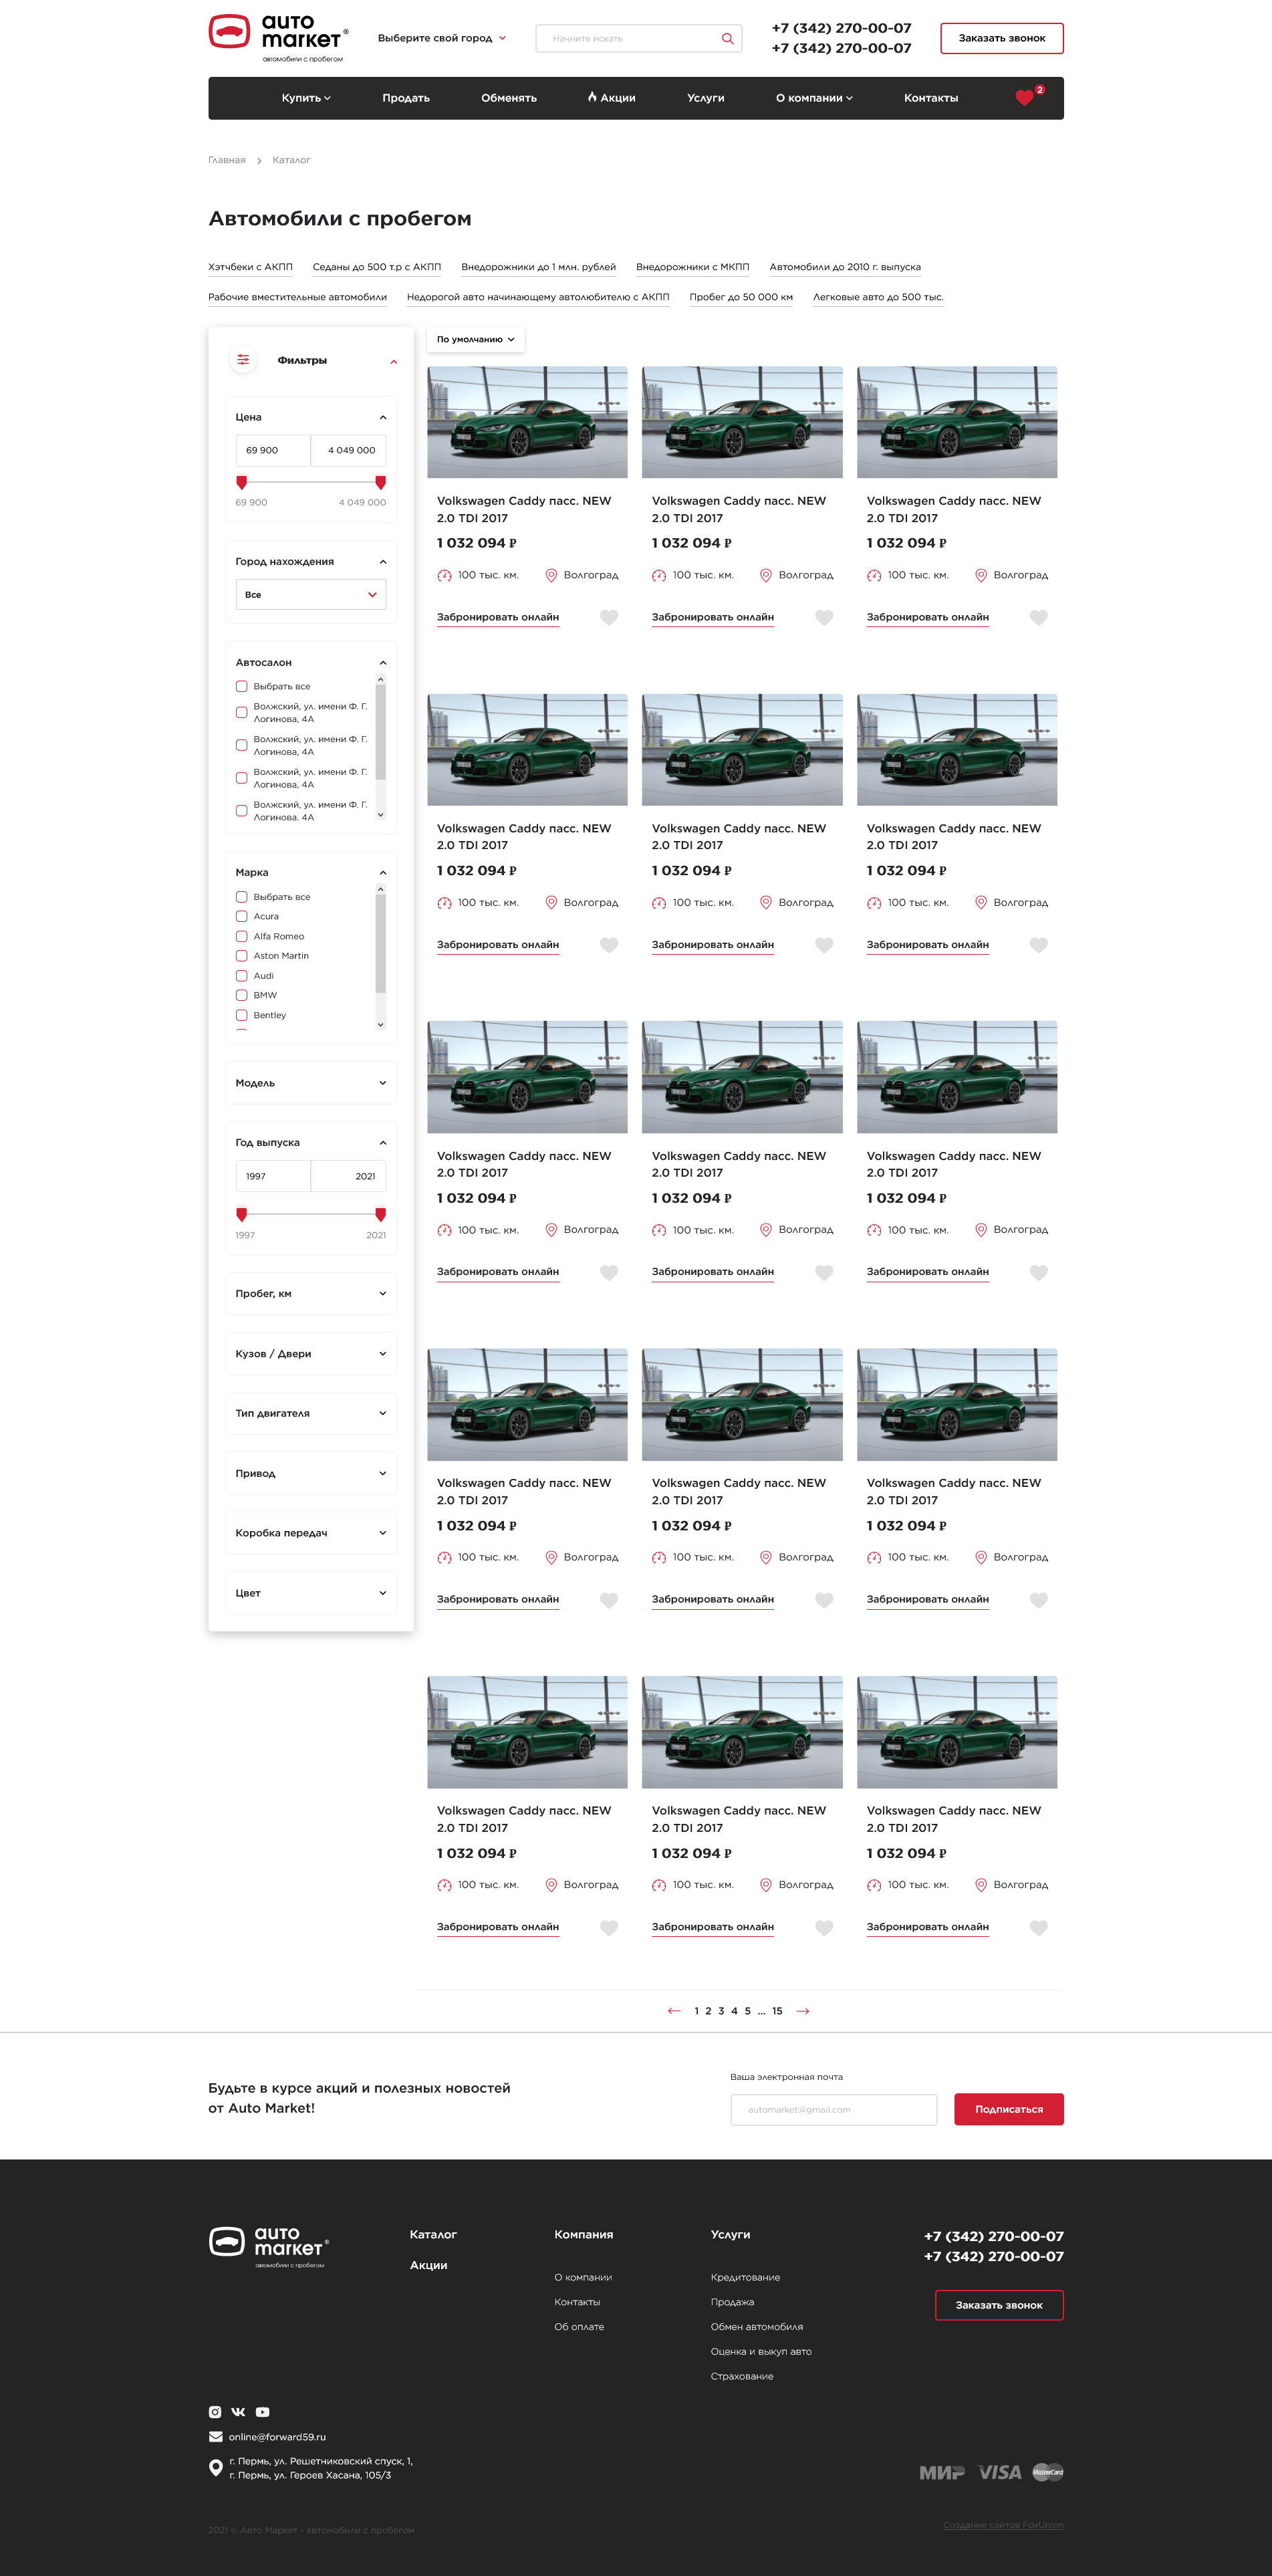 auto
market®
автомобили с пробегом
Выберите свой город
Начните искать
+7 (342) 270-00-07
+7 (342) 270-00-07
Заказать звонок
Купить Продать Обменять Акции Услуги О компании Контакты 2
Главная > Каталог
Автомобили с пробегом
Хэтчбеки с АКПП Седаны до 500 т.р с АКПП Внедорожники до 1 млн. рублей Внедорожники с МКПП Автомобили до 2010 г. выпуска
Рабочие вместительные автомобили Недорогой авто начинающему автолюбителю с АКПП Пробег до 50 000 км Легковые авто до 500 тыс.
Фильтры
Цена
69 900 4 049 000
69 900 4 049 000
Город нахождения
Все
Автосалон
Выбрать все
Волжский, ул. имени Ф. Г.
Логинова, 4А
Волжский, ул. имени Ф. Г.
Логинова, 4А
Волжский, ул. имени Ф. Г.
Логинова, 4А
Волжский, ул. имени Ф. Г.
Логинова, 4А
Марка
Выбрать все
Acura
Alfa Romeo
Aston Martin
Audi
BMW
Bentley
Модель
Год выпуска
1997 2021
1997 2021
Пробег, км
Кузов / Двери
Тип двигателя
Привод
Коробка передач
Цвет
По умолчанию
Volkswagen Caddy пасс. NEW Volkswagen Caddy пасс. NEW Volkswagen Caddy пасс. NEW
2.0 TDI 2017 2.0 TDI 2017 2.0 TDI 2017
1 032 094 ₽ 1 032 094 ₽ 1 032 094 ₽
100 тыс. км. Волгоград 100 тыс. км. Волгоград 100 тыс. км. Волгоград
Забронировать онлайн Забронировать онлайн Забронировать онлайн
Volkswagen Caddy пасс. NEW Volkswagen Caddy пасс. NEW Volkswagen Caddy пасс. NEW
2.0 TDI 2017 2.0 TDI 2017 2.0 TDI 2017
1 032 094 ₽ 1 032 094 ₽ 1 032 094 ₽
100 тыс. км. Волгоград 100 тыс. км. Волгоград 100 тыс. км. Волгоград
Забронировать онлайн Забронировать онлайн Забронировать онлайн
Volkswagen Caddy пасс. NEW Volkswagen Caddy пасс. NEW Volkswagen Caddy пасс. NEW
2.0 TDI 2017 2.0 TDI 2017 2.0 TDI 2017
1 032 094 ₽ 1 032 094 ₽ 1 032 094 ₽
100 тыс. км. Волгоград 100 тыс. км. Волгоград 100 тыс. км. Волгоград
Забронировать онлайн Забронировать онлайн Забронировать онлайн
Volkswagen Caddy пасс. NEW Volkswagen Caddy пасс. NEW Volkswagen Caddy пасс. NEW
2.0 TDI 2017 2.0 TDI 2017 2.0 TDI 2017
1 032 094 ₽ 1 032 094 ₽ 1 032 094 ₽
100 тыс. км. Волгоград 100 тыс. км. Волгоград 100 тыс. км. Волгоград
Забронировать онлайн Забронировать онлайн Забронировать онлайн
Volkswagen Caddy пасс. NEW Volkswagen Caddy пасс. NEW Volkswagen Caddy пасс. NEW
2.0 TDI 2017 2.0 TDI 2017 2.0 TDI 2017
1 032 094 ₽ 1 032 094 ₽ 1 032 094 ₽
100 тыс. км. Волгоград 100 тыс. км. Волгоград 100 тыс. км. Волгоград
Забронировать онлайн Забронировать онлайн Забронировать онлайн
1 2 3 4 5 ... 15
Будьте в курсе акций и полезных новостей
от Auto Market!
Ваша электронная почта
automarket@gmail.com
Подписаться
auto
market®
автомобили с пробегом
Каталог
Акции
Компания
О компании
Контакты
Об оплате
Услуги
Кредитование
Продажа
Обмен автомобиля
Оценка и выкуп авто
Страхование
+7 (342) 270-00-07
+7 (342) 270-00-07
Заказать звонок
online@forward59.ru
г. Пермь, ул. Решетниковский спуск, 1,
г. Пермь, ул. Героев Хасана, 105/3
МИР VISA MasterCard
2021 © Авто Маркет - автомобили с пробегом
Создание сайтов FoxUnion